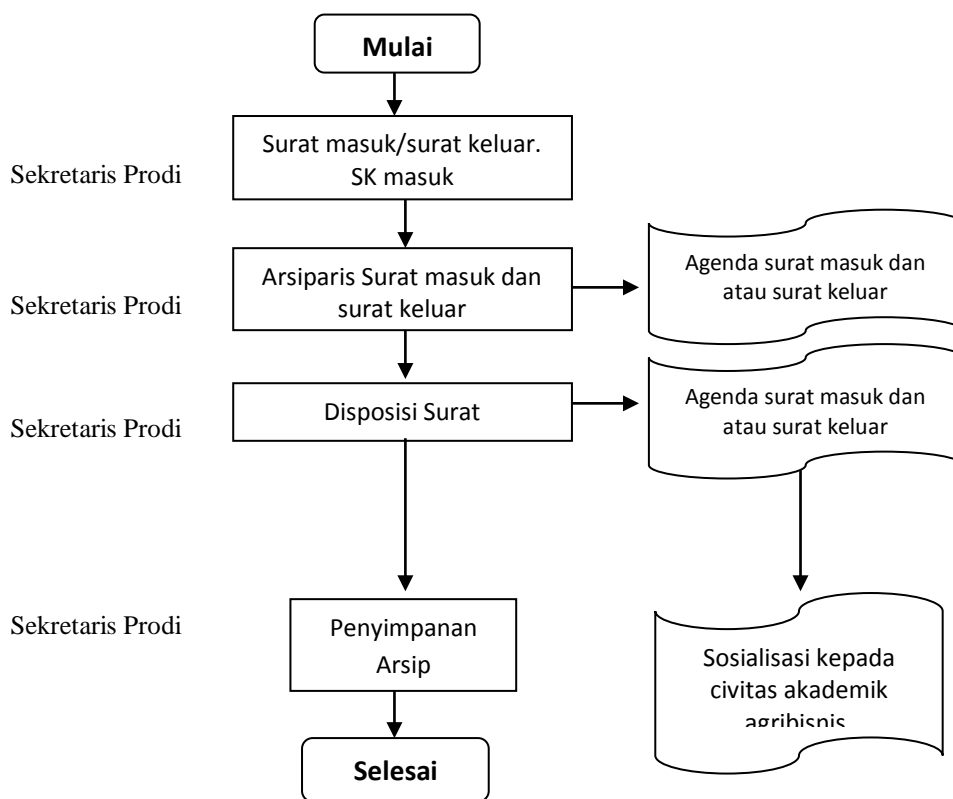 Mulai
Sekretaris Prodi
Surat masuk/surat keluar.
SK masuk
Sekretaris Prodi
Arsiparis Surat masuk dan
surat keluar
Agenda surat masuk dan
atau surat keluar
Sekretaris Prodi
Disposisi Surat
Agenda surat masuk dan
atau surat keluar
Sekretaris Prodi
Penyimpanan
Arsip
Sosialisasi kepada
civitas akademik
agribisnis
Selesai